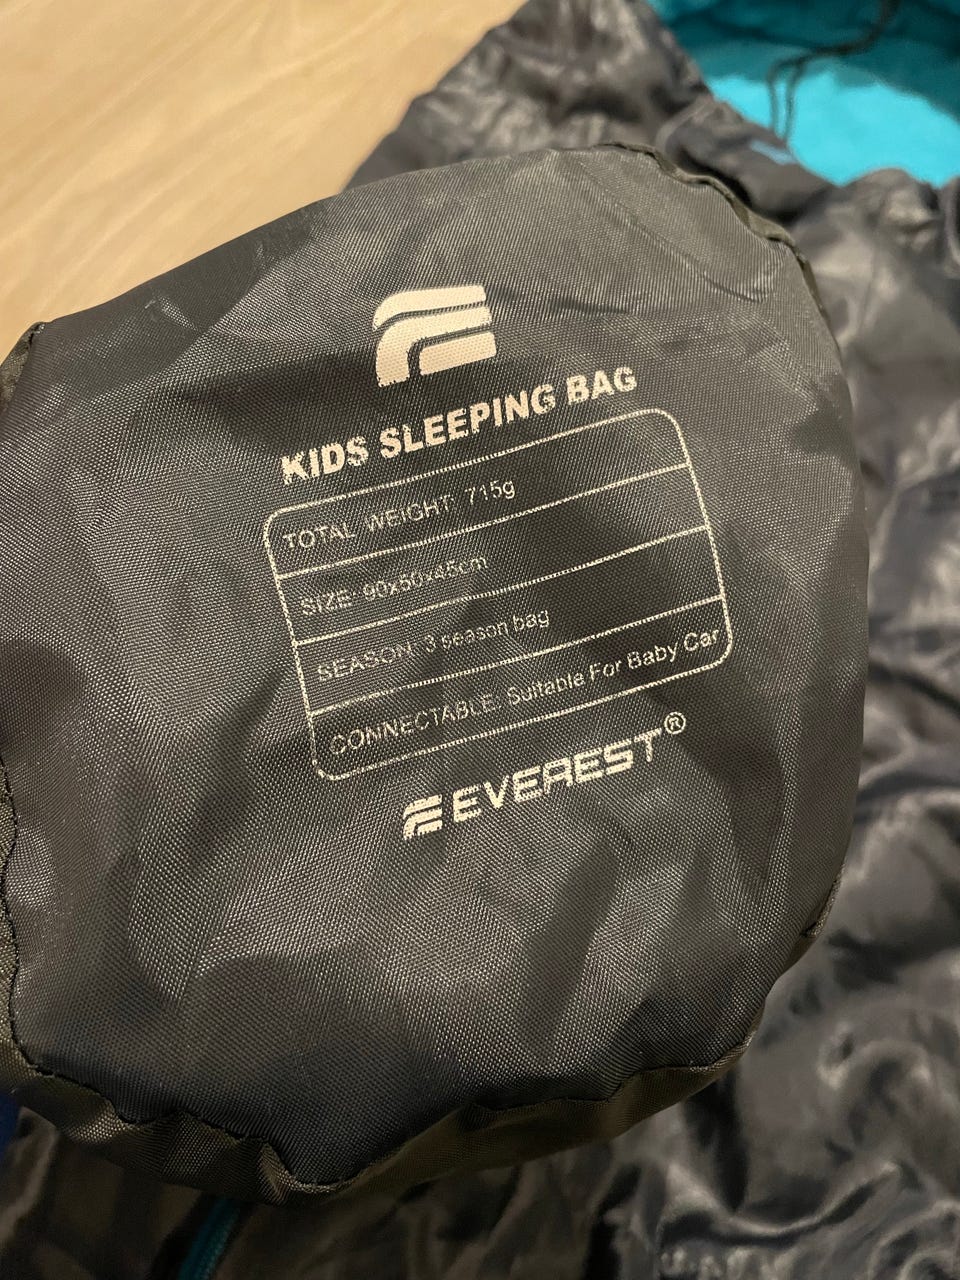 KIDS SLEEPING BAG
TOTAL WEIGHT: 715g
SIZE: 90x50x45cm
SEASON: 3 season bag
CONNECTABLE: Suitable For Baby Car
EVEREST®